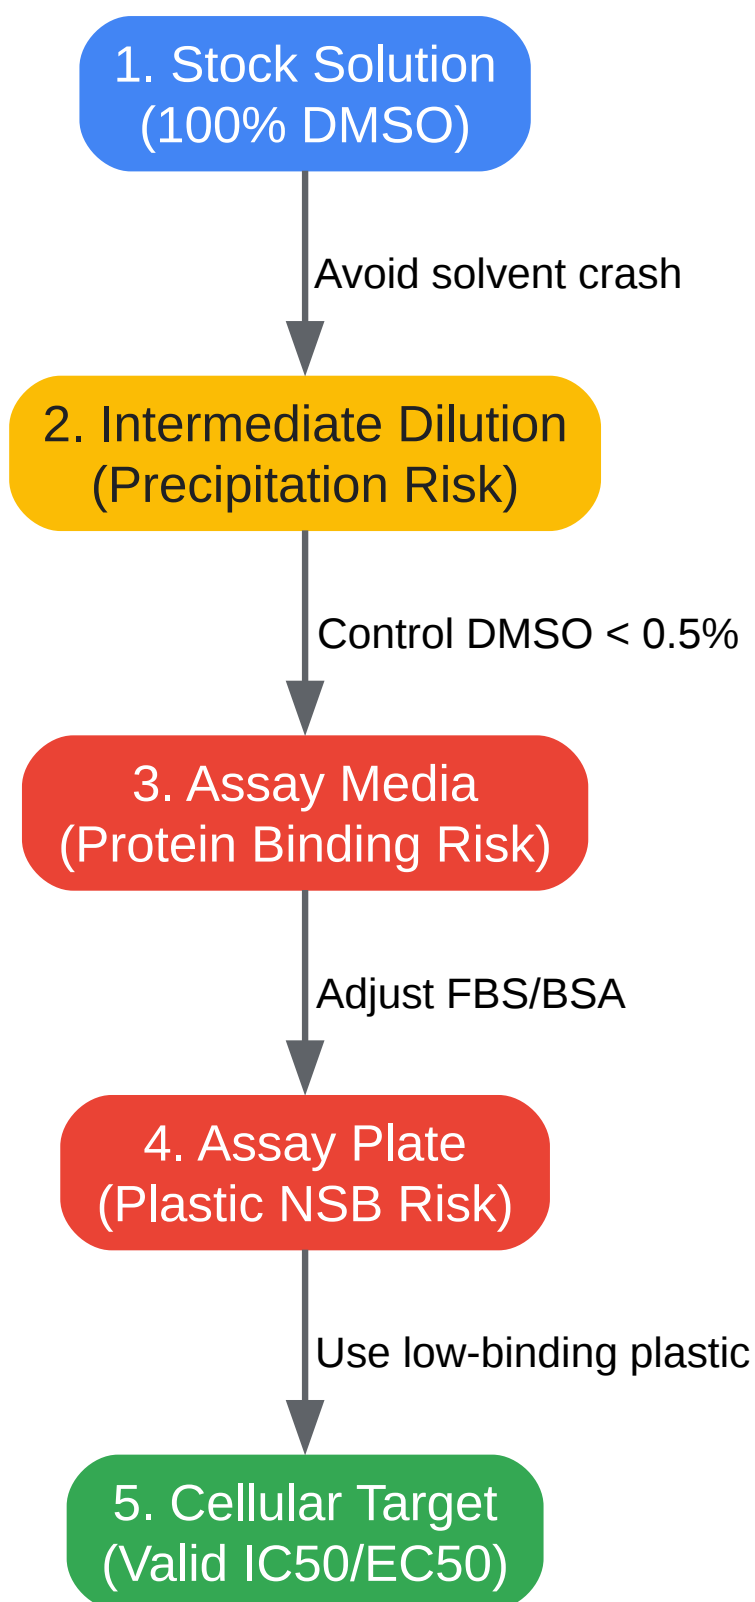 1. Stock Solution
(100% DMSO)
Avoid solvent crash
2. Intermediate Dilution
(Precipitation Risk)
Control DMSO < 0.5%
3. Assay Media
(Protein Binding Risk)
Adjust FBS/BSA
4. Assay Plate
(Plastic NSB Risk)
Use low-binding plastic
5. Cellular Target
(Valid IC50/EC50)